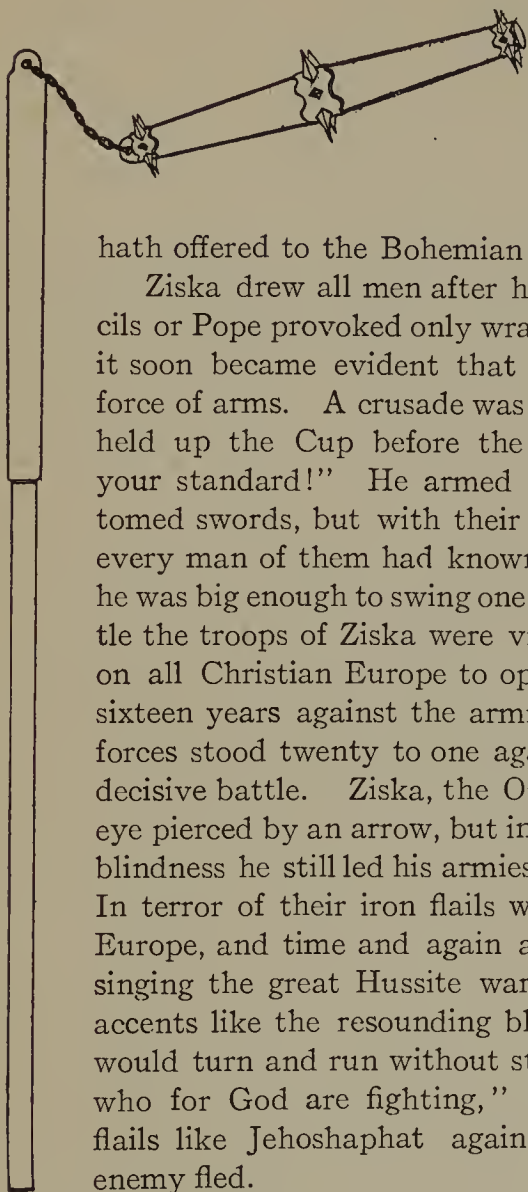 hath offered to the Bohemian
Ziska drew all men after h
cils or Pope provoked only wra
it soon became evident that
force of arms. A crusade was
held up the Cup before the
your standard!” He armed
tomed swords, but with their
every man of them had known
he was big enough to swing one
tle the troops of Ziska were v
on all Christian Europe to op
sixteen years against the arm
forces stood twenty to one ag
decisive battle. Ziska, the O
eye pierced by an arrow, but in
blindness he still led his armies
In terror of their iron flails w
Europe, and time and again a
singing the great Hussite war
accents like the resounding bl
would turn and run without st
who for God are fighting,”
flails like Jehoshaphat again
enemy fled.